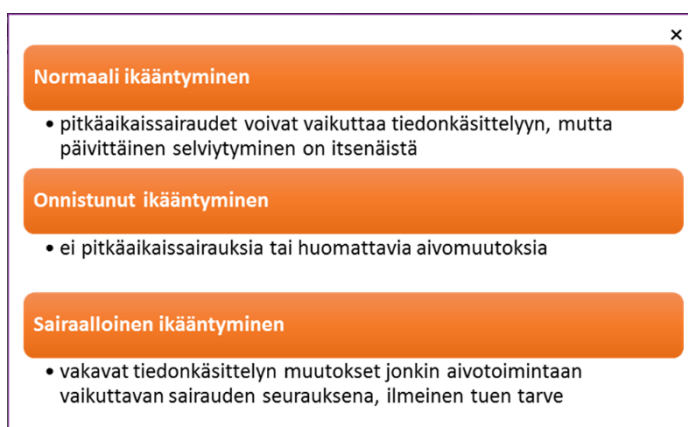 ×
Normaali ikääntyminen
• pitkäaikaissairaudet voivat vaikuttaa tiedonkäsittelyyn, mutta
päivittäinen selviytyminen on itsenäistä
Onnistunut ikääntyminen
• ei pitkäaikaissairauksia tai huomattavia aivomuutoksia
Sairaalloinen ikääntyminen
• vakavat tiedonkäsittelyn muutokset jonkin aivotoimintaan
vaikuttavan sairauden seurauksena, ilmeinen tuen tarve